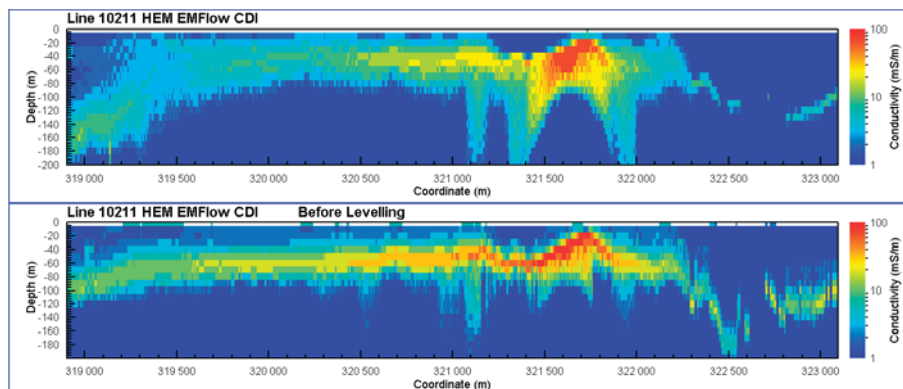 Line 10211 HEM EMFlow CDI
0
-20
-40
-60
-80
-100
-120
-140
-160
-180
-200
Depth (m)
319 000 319 500 320 000 320 500 321 000 321 500 322 000 322 500 323 000
Coordinate (m)
100
10
1
Conductivity (mS/m)
Line 10211 HEM EMFlow CDI Before Levelling
0
-20
-40
-60
-80
-100
-120
-140
-160
-180
Depth (m)
319 000 319 500 320 000 320 500 321 000 321 500 322 000 322 500 323 000
Coordinate (m)
100
10
1
Conductivity (mS/m)